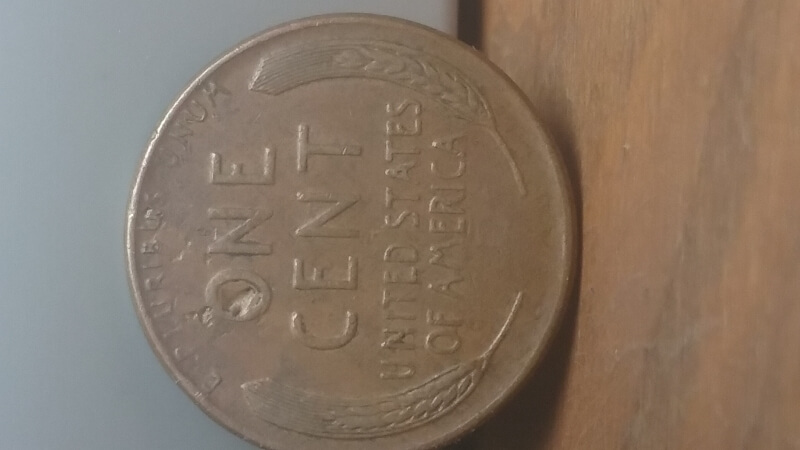 E PLURIBUS UNUM
ONE
CENT
UNITED STATES
OF AMERICA